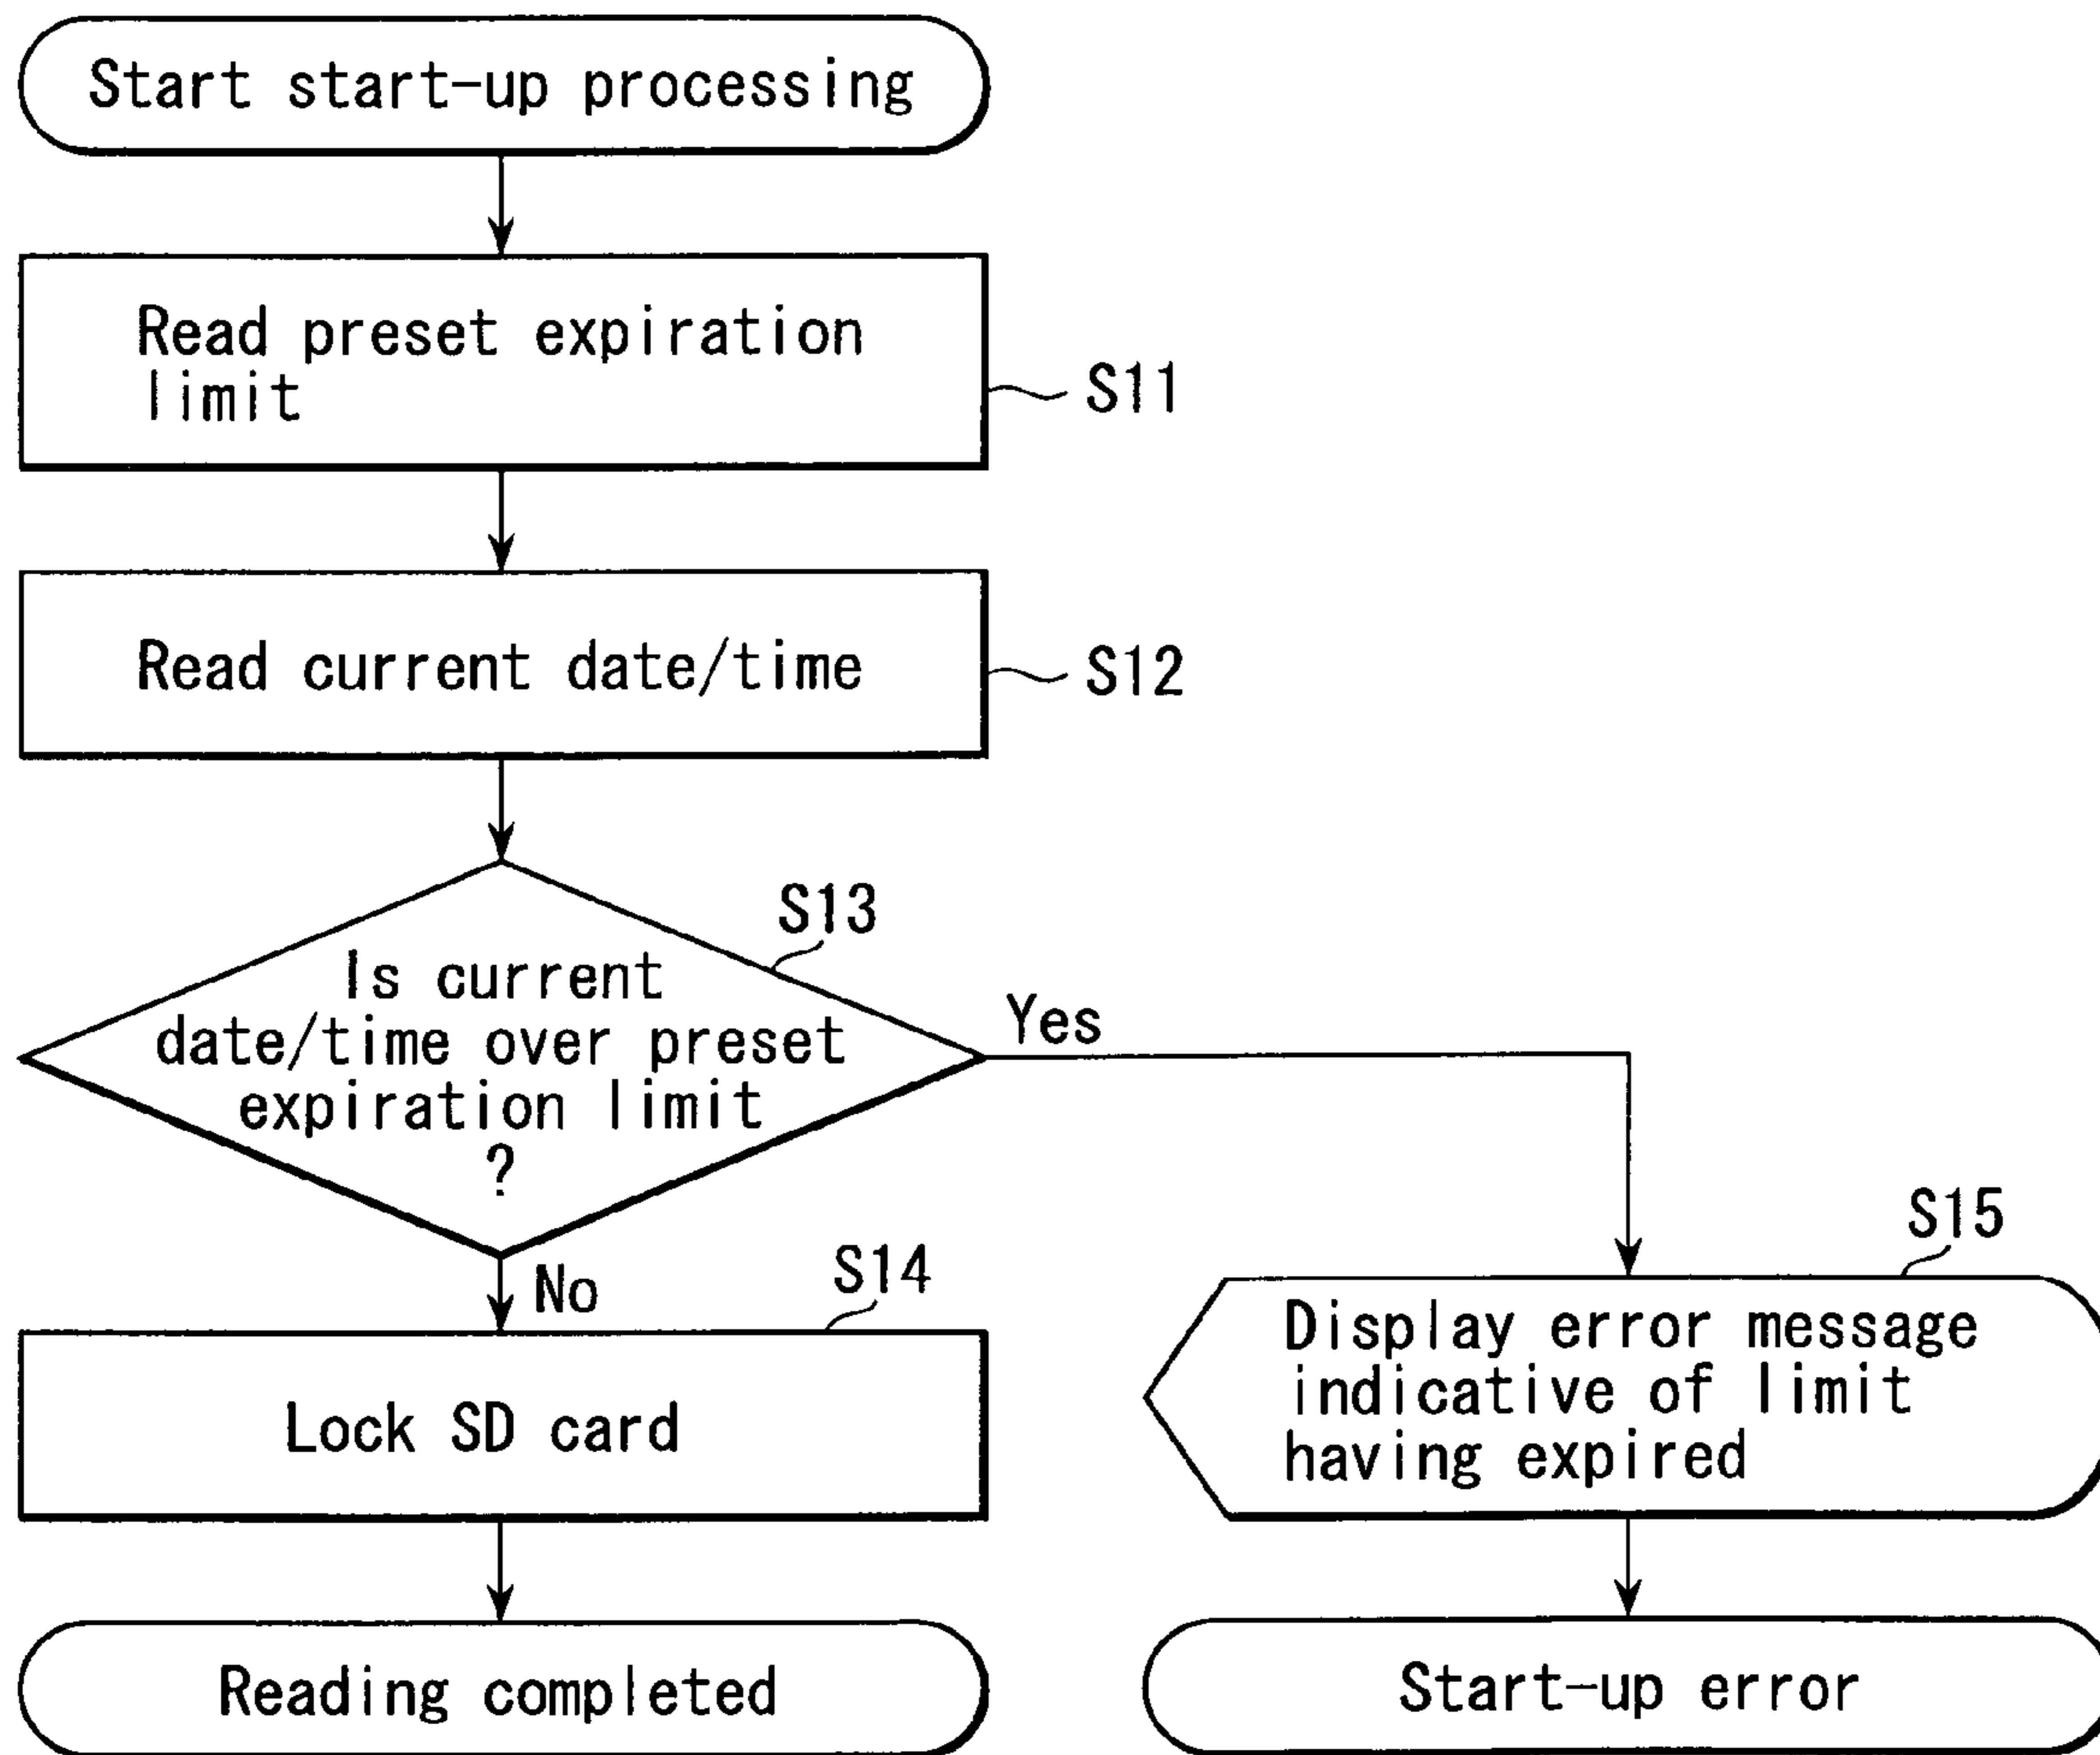 Start start-up processing
Read preset expiration
limit
S11
Read current date/time
S12
S13
Is current
date/time over preset
expiration limit
?
Yes
No
S14
Lock SD card
S15
Display error message
indicative of limit
having expired
Reading completed
Start-up error